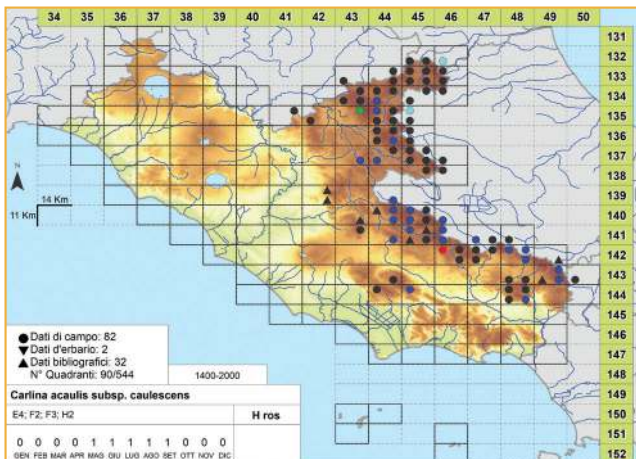 34 35 36 37 38 39 40 41 42 43 44 45 46 47 48 49 50
131
132
133
134
135
136
137
138
139
140
141
142
143
144
145
146
147
148
149
150
151
152
N
14 Km
11 Km
Dati di campo: 82
Dati d'erbario: 2
Dati bibliografici: 32
N° Quadranti: 90/544
1400-2000
Carlina acaulis subsp. caulescens
E4; F2; F3; H2
H ros
0 0 0 0 1 1 1 1 1 0 0 0
GEN FEB MAR APR MAG GIU LUG AGO SET OTT NOV DIC